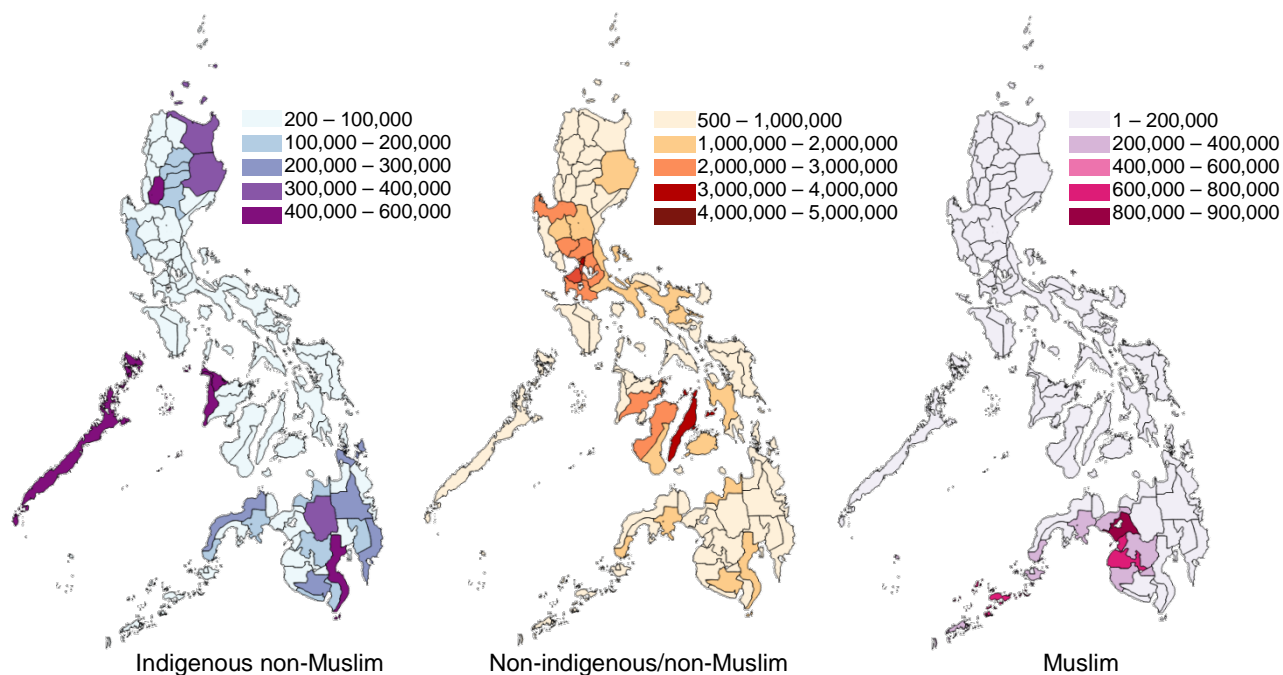 200 – 100,000
100,000 – 200,000
200,000 – 300,000
300,000 – 400,000
400,000 – 600,000
500 – 1,000,000
1,000,000 – 2,000,000
2,000,000 – 3,000,000
3,000,000 – 4,000,000
4,000,000 – 5,000,000
1 – 200,000
200,000 – 400,000
400,000 – 600,000
600,000 – 800,000
800,000 – 900,000
Indigenous non-Muslim
Non-indigenous/non-Muslim
Muslim